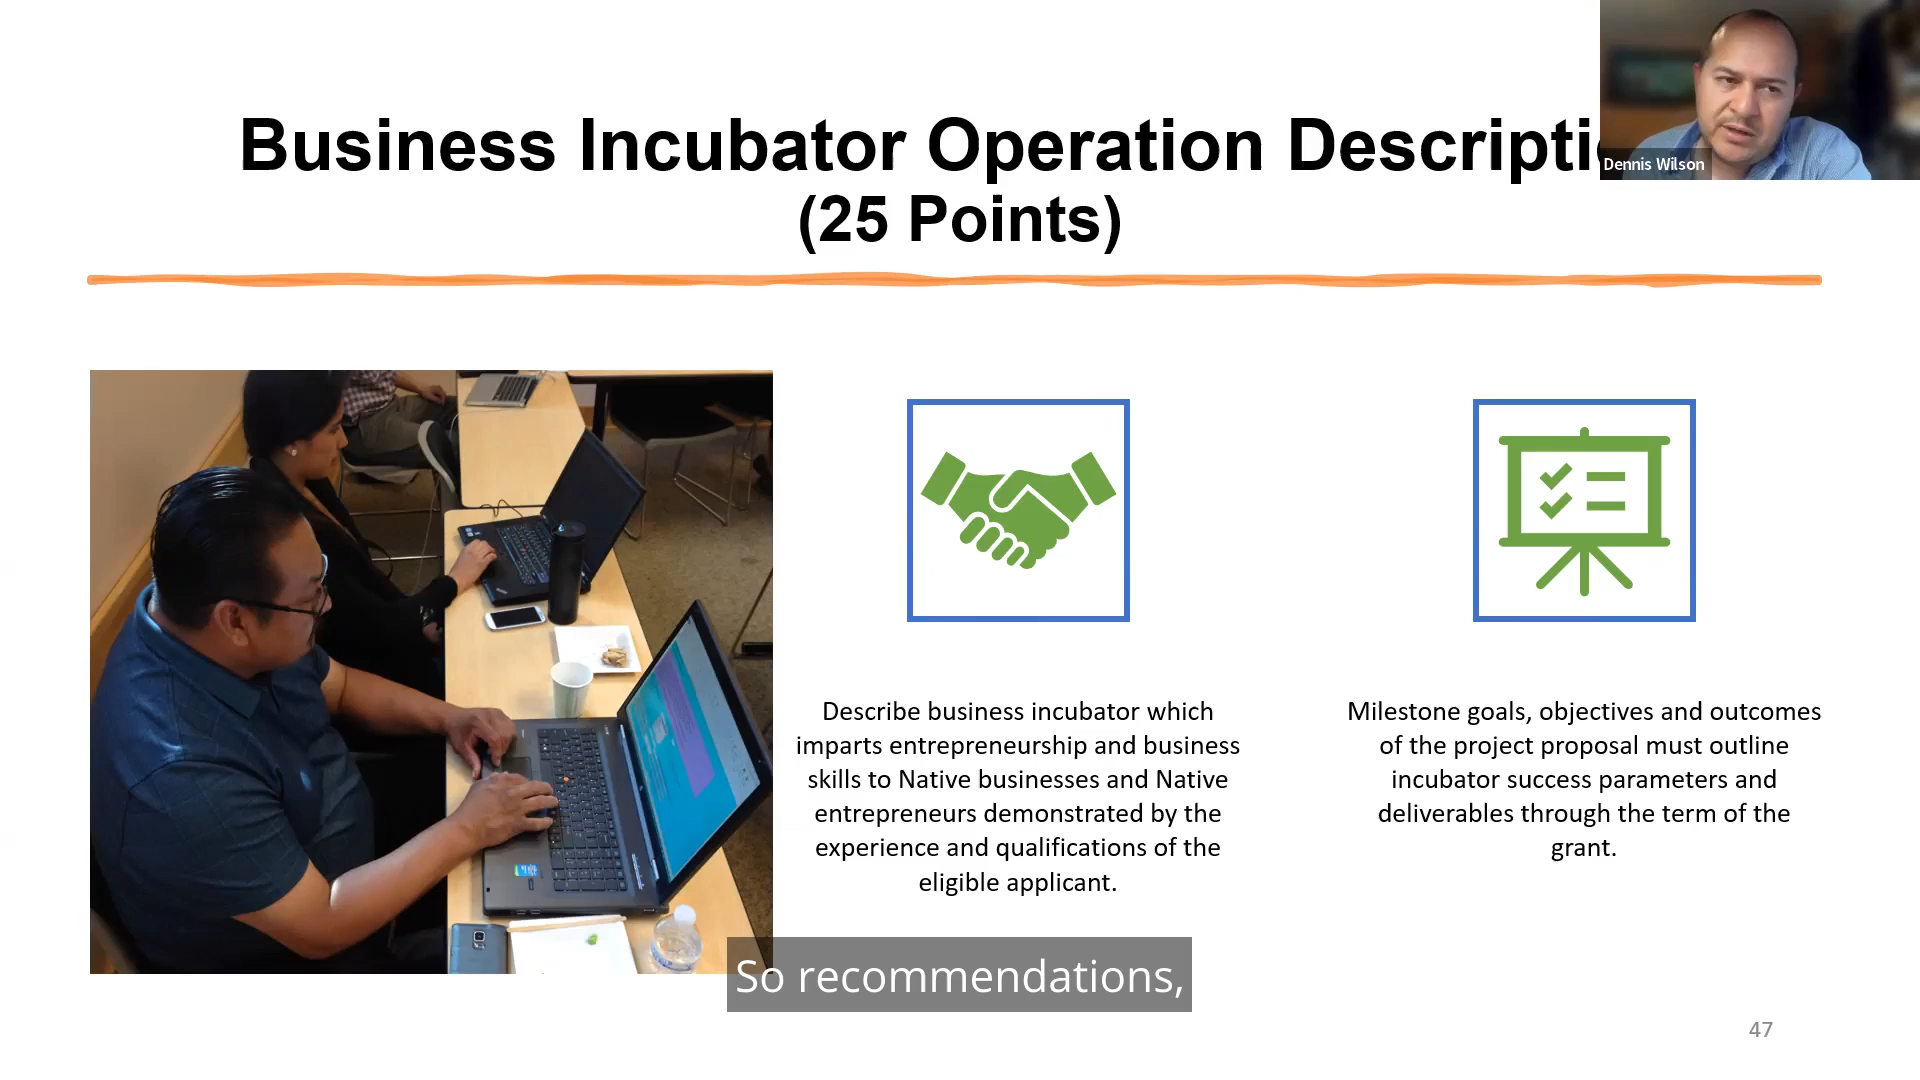 Business Incubator Operation Descripti
(25 Points)
Dennis Wilson
Describe business incubator which
imparts entrepreneurship and business
skills to Native businesses and Native
entrepreneurs demonstrated by the
experience and qualifications of the
eligible applicant.
Milestone goals, objectives and outcomes
of the project proposal must outline
incubator success parameters and
deliverables through the term of the
grant.
So recommendations,
47